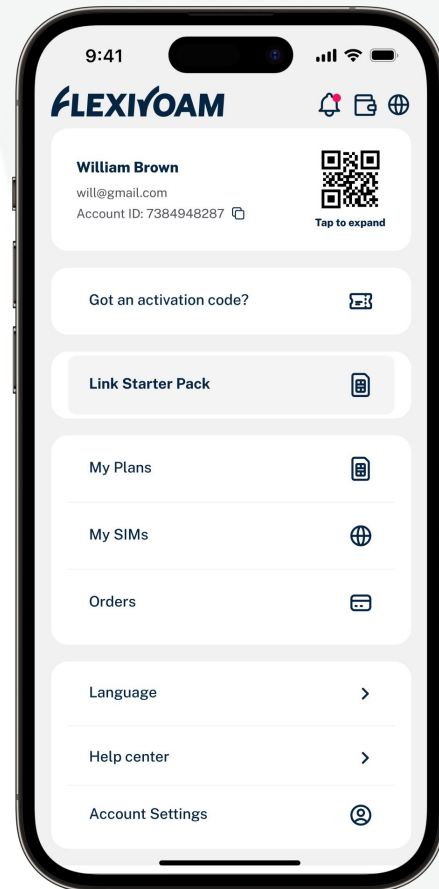 9:41
FLEXIYOAM
William Brown
will@gmail.com
Account ID: 7384948287
Tap to expand
Got an activation code?
Link Starter Pack
My Plans
My SIMs
Orders
Language
Help center
Account Settings